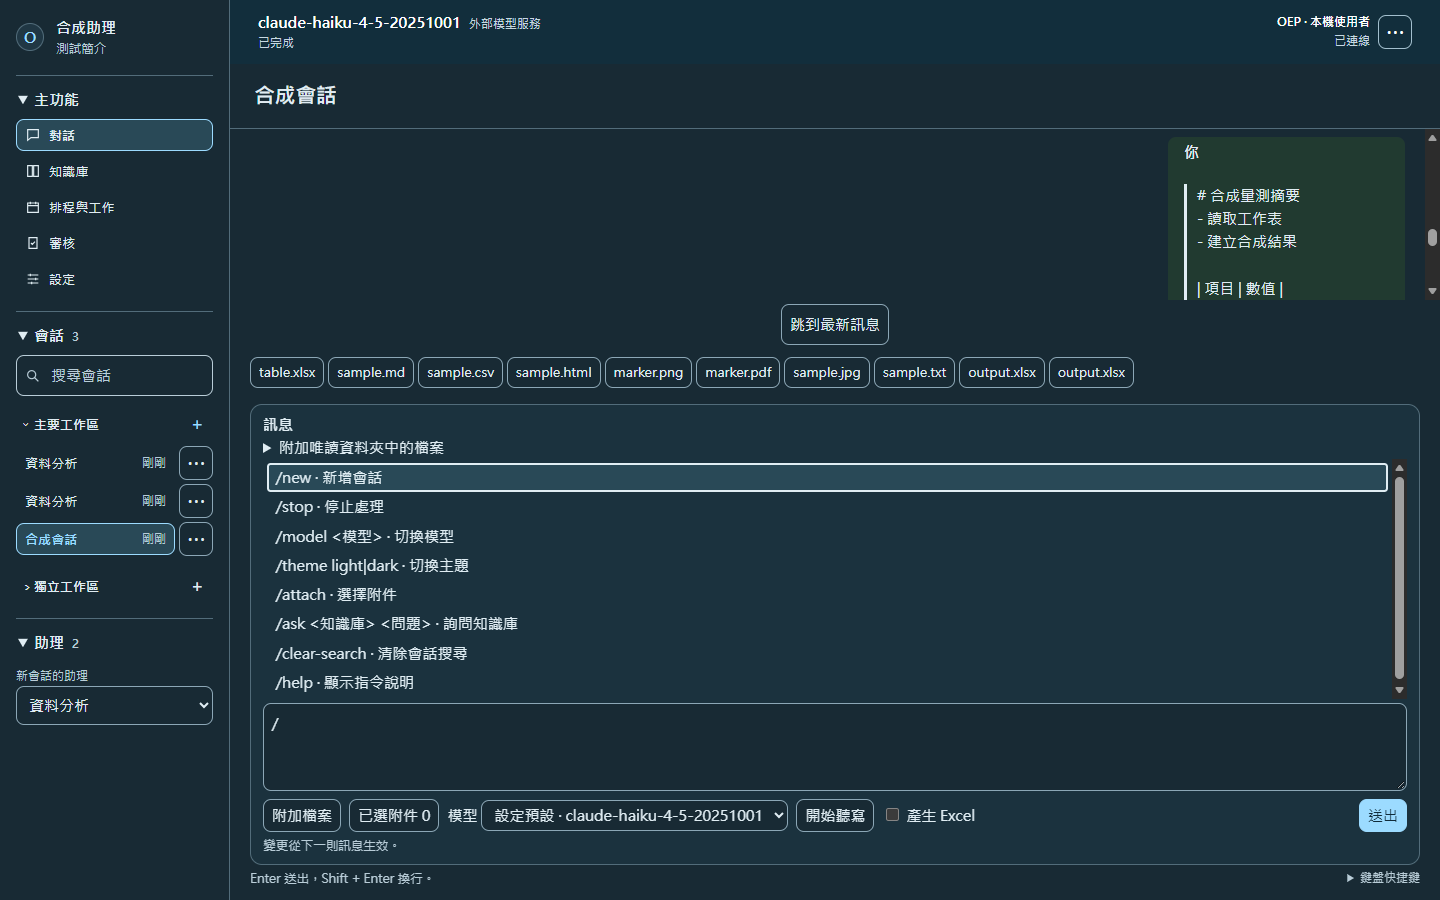 O
合成助理
測試簡介
▼ 主功能
對話
知識庫
排程與工作
審核
設定
▼ 會話 3
搜尋會話
主要工作區 +
資料分析 剛剛 ···
資料分析 剛剛 ···
合成會話 剛剛 ···
› 獨立工作區 +
▼ 助理 2
新會話的助理
資料分析
claude-haiku-4-5-20251001 外部模型服務
已完成
OEP · 本機使用者
已連線
···
合成會話
你
# 合成量測摘要
- 讀取工作表
- 建立合成結果
| 項目 | 數值 |
跳到最新訊息
table.xlsx sample.md sample.csv sample.html marker.png marker.pdf sample.jpg sample.txt output.xlsx output.xlsx
訊息
▶ 附加唯讀資料夾中的檔案
/new · 新增會話
/stop · 停止處理
/model <模型> · 切換模型
/theme light|dark · 切換主題
/attach · 選擇附件
/ask <知識庫> <問題> · 詢問知識庫
/clear-search · 清除會話搜尋
/help · 顯示指令說明
/
附加檔案 已選附件 0 模型 設定預設 · claude-haiku-4-5-20251001 開始聽寫 產生 Excel 送出
變更從下一則訊息生效。
Enter 送出，Shift + Enter 換行。
▶ 鍵盤快捷鍵